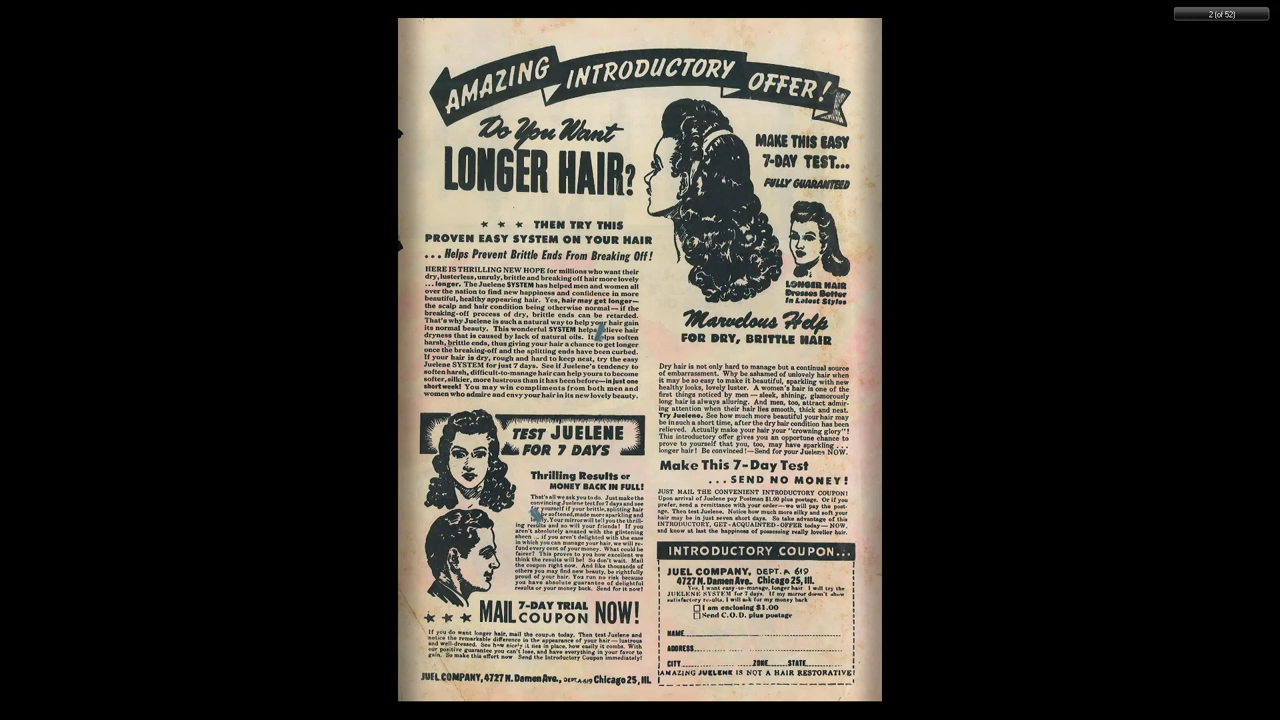 2 (of 52)
AMAZING INTRODUCTORY OFFER!
Do You Want
LONGER HAIR?
MAKE THIS EASY
7-DAY TEST...
FULLY GUARANTEED
★ ★ ★ THEN TRY THIS
PROVEN EASY SYSTEM ON YOUR HAIR
... Helps Prevent Brittle Ends From Breaking Off!
HERE IS THRILLING NEW HOPE for millions who want their
dry, lusterless, unruly, brittle and breaking off hair more lovely
... longer. The Juelene SYSTEM has helped men and women all
over the nation to find new happiness and confidence in more
beautiful, healthy appearing hair. Yes, hair may get longer—
the scalp and hair condition being otherwise normal—if the
breaking-off process of dry, brittle ends can be retarded.
That's why Juelene is such a natural way to help your hair gain
its normal beauty. This wonderful SYSTEM helps relieve hair
dryness that is caused by lack of natural oils. It helps soften
harsh, brittle ends, thus giving your hair a chance to get longer
once the breaking-off and the splitting ends have been curbed.
If your hair is dry, rough and hard to keep neat, try the easy
Juelene SYSTEM for just 7 days. See if Juelene's tendency to
soften harsh, difficult-to-manage hair can help yours to become
softer, silkier, more lustrous than it has been before—in just one
short week! You may win compliments from both men and
women who admire and envy your hair in its new lovely beauty.
LONGER HAIR
Dresses Better
In Latest Styles
Marvelous Help
FOR DRY, BRITTLE HAIR
Dry hair is not only hard to manage but a continual source
of embarrassment. Why be ashamed of unlovely hair when
it may be so easy to make it beautiful, sparkling with new
healthy looks, lovely luster. A women's hair is one of the
first things noticed by men — sleek, shining, glamorously
long hair is always alluring. And men, too, attract admir-
ing attention when their hair lies smooth, thick and neat.
Try Juelene. See how much more beautiful your hair may
be in such a short time, after the dry hair condition has been
relieved. Actually make your hair your "crowning glory"!
This introductory offer gives you an opportune chance to
prove to yourself that you, too, may have sparkling ...
longer hair! Be convinced!—Send for your Juelene NOW.
TEST JUELENE
FOR 7 DAYS
Thrilling Results or
MONEY BACK IN FULL!
That's all we ask you to do. Just make the
convincing Juelene test for 7 days and see
yourself if your brittle, splitting hair
softened, made more sparkling and
Your mirror will tell you the thrill-
ing results and so will your friends! If you
aren't absolutely amazed with the glistening
sheen ... if you aren't delighted with the ease
in which you can manage your hair, we will re-
fund every cent of your money. What could be
fairer? This proves to you how excellent we
think the results will be! So don't wait. Mail
the coupon right now. And like thousands of
others you may find new beauty, be rightfully
proud of your hair. You run no risk because
you have absolute guarantee of delightful
results or your money back. Send for it now!
★ ★ ★ MAIL 7-DAY TRIAL COUPON NOW!
If you do want longer hair, mail the coupon today. Then test Juelene and
notice the remarkable difference in the appearance of your hair — lustrous
and well-dressed. See how nicely it lies in place, how easily it combs. With
our positive guarantee you can't lose, and have everything in your favor to
gain. So make this effort now. Send the Introductory Coupon immediately!
JUEL COMPANY, 4727 N. Damen Ave., DEPT. A-619 Chicago 25, Ill.
Make This 7-Day Test
... SEND NO MONEY!
JUST MAIL THE CONVENIENT INTRODUCTORY COUPON!
Upon arrival of Juelene pay Postman $1.00 plus postage. Or if you
prefer, send a remittance with your order—we will pay the post-
age. Then test Juelene. Notice how much more silky and soft your
hair may be in just seven short days. So take advantage of this
INTRODUCTORY, GET-ACQUAINTED-OFFER today — NOW,
and know at last the happiness of possessing really lovelier hair.
INTRODUCTORY COUPON...
JUEL COMPANY, DEPT. A 619
4727 N. Damen Ave. Chicago 25, Ill.
Yes, I want easy-to-manage, longer hair. I will try the
JUELENE SYSTEM for 7 days. If my mirror doesn't show
satisfactory results, I will ask for my money back
I am enclosing $1.00
Send C.O.D. plus postage
NAME
ADDRESS
CITY ZONE STATE
AMAZING JUELENE IS NOT A HAIR RESTORATIVE!